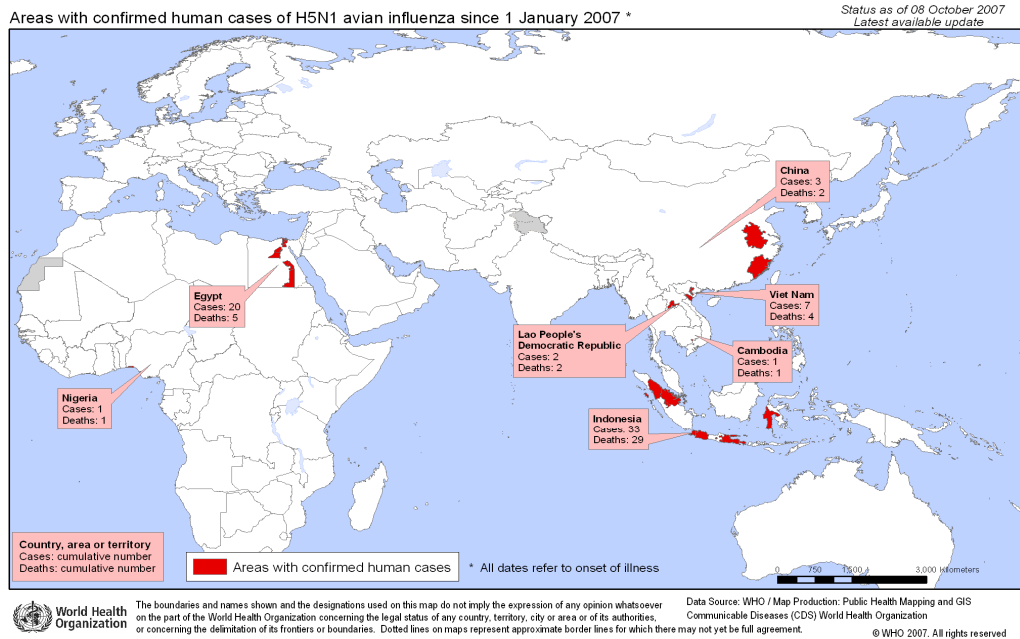 Areas with confirmed human cases of H5N1 avian influenza since 1 January 2007 *
Status as of 08 October 2007
Latest available update
China
Cases: 3
Deaths: 2
Egypt
Cases: 20
Deaths: 5
Viet Nam
Cases: 7
Deaths: 4
Lao People's
Democratic Republic
Cases: 2
Deaths: 2
Cambodia
Cases: 1
Deaths: 1
Nigeria
Cases: 1
Deaths: 1
Indonesia
Cases: 33
Deaths: 29
Country, area or territory
Cases: cumulative number
Deaths: cumulative number
Areas with confirmed human cases
* All dates refer to onset of illness
0 750 1,500 3,000 Kilometers
World Health
Organization
The boundaries and names shown and the designations used on this map do not imply the expression of any opinion whatsoever
on the part of the World Health Organization concerning the legal status of any country, territory, city or area or of its authorities,
or concerning the delimitation of its frontiers or boundaries. Dotted lines on maps represent approximate border lines for which there may not yet be full agreement.
Data Source: WHO / Map Production: Public Health Mapping and GIS
Communicable Diseases (CDS) World Health Organization
© WHO 2007. All rights reserved